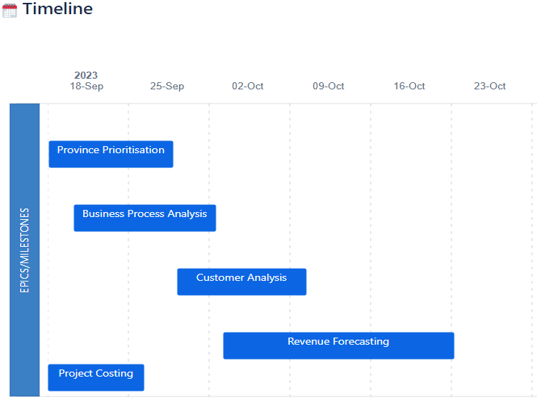 Timeline
2023
18-Sep 25-Sep 02-Oct 09-Oct 16-Oct 23-Oct
EPICS/MILESTONES
Province Prioritisation
Business Process Analysis
Customer Analysis
Revenue Forecasting
Project Costing